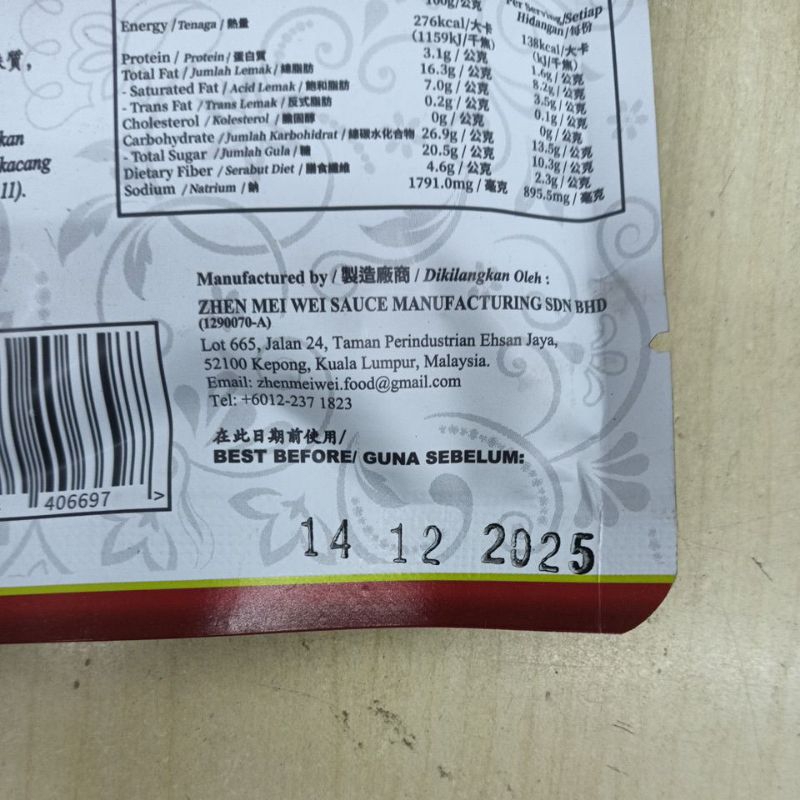 質,
kan
kacang
11).
100g/公克
Per Serving/Setiap
Hidangan/每份
Energy / Tenaga / 熱量 276kcal/大卡 138kcal/大卡
(1159kJ/千焦) (kJ/千焦)
Protein / Protein / 蛋白質 3.1g / 公克 1.6g / 公克
Total Fat / Jumlah Lemak / 總脂肪 16.3g / 公克 8.2g / 公克
- Saturated Fat / Acid Lemak / 飽和脂肪 7.0g / 公克 3.5g / 公克
- Trans Fat / Trans Lemak / 反式脂肪 0.2g / 公克 0.1g / 公克
Cholesterol / Kolesterol / 膽固醇 0g / 公克 0g / 公克
Carbohydrate / Jumlah Karbohidrat / 總碳水化合物 26.9g / 公克 13.5g / 公克
- Total Sugar / Jumlah Gula / 糖 20.5g / 公克 10.3g / 公克
Dietary Fiber / Serabut Diet / 膳食纖維 4.6g / 公克 2.3g / 公克
Sodium / Natrium / 鈉 1791.0mg / 毫克 895.5mg / 毫克
Manufactured by / 製造廠商 / Dikilangkan Oleh :
ZHEN MEI WEI SAUCE MANUFACTURING SDN BHD
(1290070-A)
Lot 665, Jalan 24, Taman Perindustrian Ehsan Jaya,
52100 Kepong, Kuala Lumpur, Malaysia.
Email: zhenmeiwei.food@gmail.com
Tel: +6012-237 1823
在此日期前使用/
BEST BEFORE/ GUNA SEBELUM:
406697 >
14 12 2025